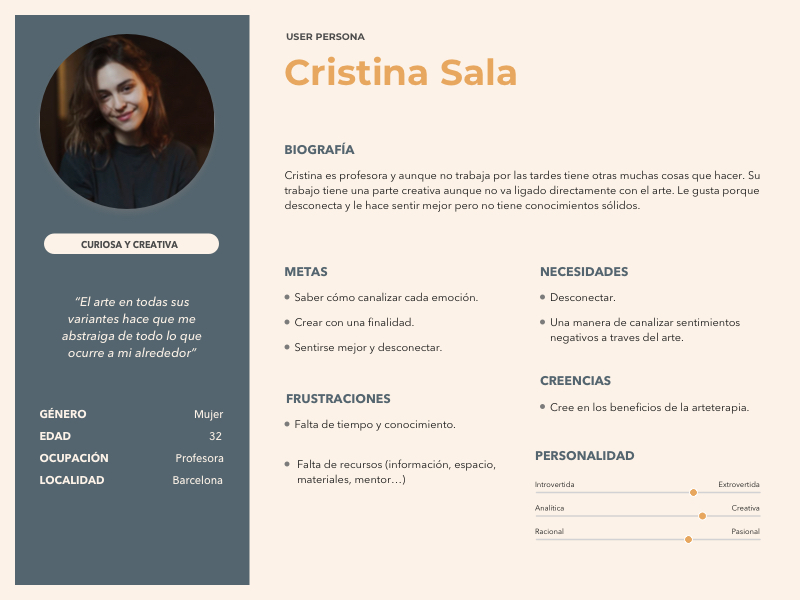 CURIOSA Y CREATIVA
“El arte en todas sus
variantes hace que me
abstraiga de todo lo que
ocurre a mi alrededor”
GÉNERO Mujer
EDAD 32
OCUPACIÓN Profesora
LOCALIDAD Barcelona
USER PERSONA
Cristina Sala
BIOGRAFÍA
Cristina es profesora y aunque no trabaja por las tardes tiene otras muchas cosas que hacer. Su
trabajo tiene una parte creativa aunque no va ligado directamente con el arte. Le gusta porque
desconecta y le hace sentir mejor pero no tiene conocimientos sólidos.
METAS
• Saber cómo canalizar cada emoción.
• Crear con una finalidad.
• Sentirse mejor y desconectar.
FRUSTRACIONES
• Falta de tiempo y conocimiento.
• Falta de recursos (información, espacio,
materiales, mentor…)
NECESIDADES
• Desconectar.
• Una manera de canalizar sentimientos
negativos a traves del arte.
CREENCIAS
• Cree en los beneficios de la arteterapia.
PERSONALIDAD
Introvertida Extrovertida
Analítica Creativa
Racional Pasional